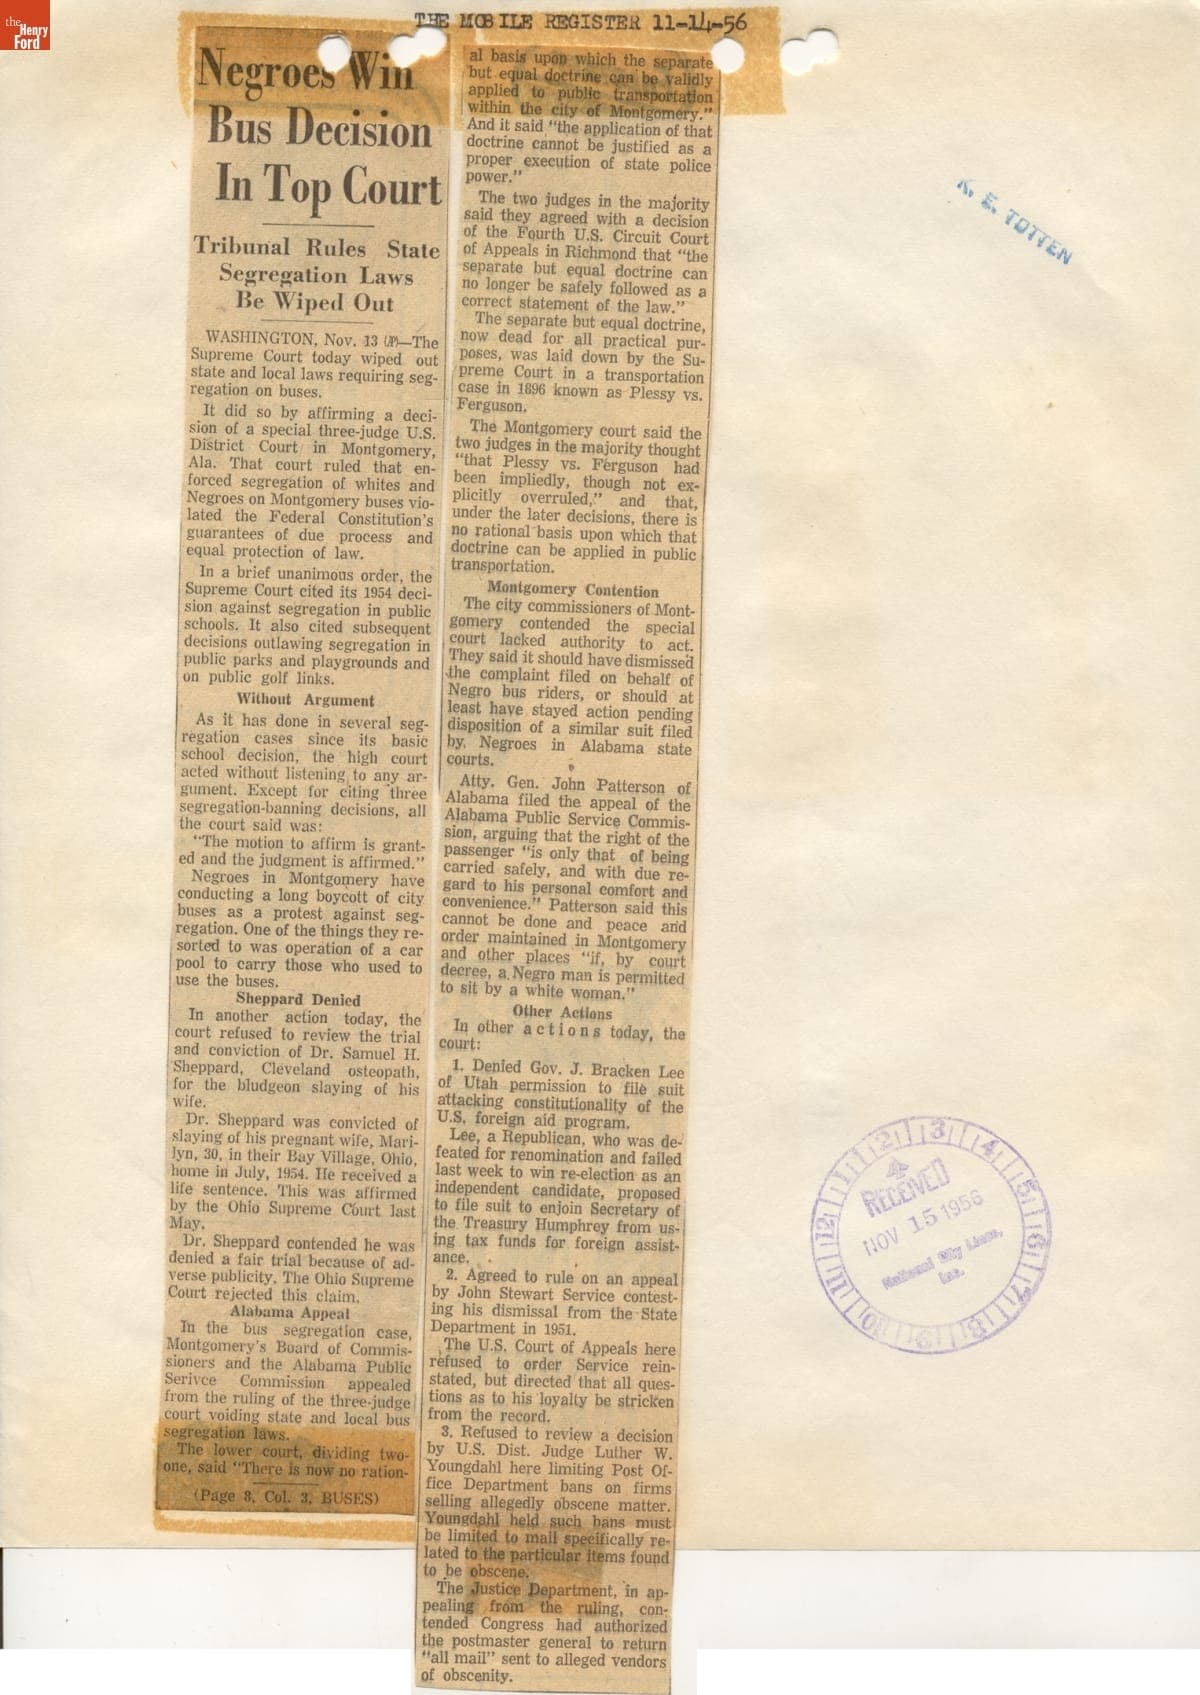 the
Henry
Ford
THE MOBILE REGISTER 11-14-56
Negroes Win
Bus Decision
In Top Court
Tribunal Rules State
Segregation Laws
Be Wiped Out
WASHINGTON, Nov. 13 (AP)—The
Supreme Court today wiped out
state and local laws requiring seg-
regation on buses.
It did so by affirming a deci-
sion of a special three-judge U.S.
District Court in Montgomery,
Ala. That court ruled that en-
forced segregation of whites and
Negroes on Montgomery buses vio-
lated the Federal Constitution's
guarantees of due process and
equal protection of law.
In a brief unanimous order, the
Supreme Court cited its 1954 deci-
sion against segregation in public
schools. It also cited subsequent
decisions outlawing segregation in
public parks and playgrounds and
on public golf links.
Without Argument
As it has done in several seg-
regation cases since its basic
school decision, the high court
acted without listening to any ar-
gument. Except for citing three
segregation-banning decisions, all
the court said was:
"The motion to affirm is grant-
ed and the judgment is affirmed."
Negroes in Montgomery have
conducting a long boycott of city
buses as a protest against seg-
regation. One of the things they re-
sorted to was operation of a car
pool to carry those who used to
use the buses.
Sheppard Denied
In another action today, the
court refused to review the trial
and conviction of Dr. Samuel H.
Sheppard, Cleveland osteopath,
for the bludgeon slaying of his
wife.
Dr. Sheppard was convicted of
slaying of his pregnant wife, Mari-
lyn, 30, in their Bay Village, Ohio,
home in July, 1954. He received a
life sentence. This was affirmed
by the Ohio Supreme Court last
May.
Dr. Sheppard contended he was
denied a fair trial because of ad-
verse publicity. The Ohio Supreme
Court rejected this claim.
Alabama Appeal
In the bus segregation case,
Montgomery's Board of Commis-
sioners and the Alabama Public
Serivce Commission appealed
from the ruling of the three-judge
court voiding state and local bus
segregation laws.
The lower court, dividing two-
one, said "There is now no ration-
(Page 8, Col. 3, BUSES)
al basis upon which the separate
but equal doctrine can be validly
applied to public transportation
within the city of Montgomery."
And it said "the application of that
doctrine cannot be justified as a
proper execution of state police
power."
The two judges in the majority
said they agreed with a decision
of the Fourth U.S. Circuit Court
of Appeals in Richmond that "the
separate but equal doctrine can
no longer be safely followed as a
correct statement of the law."
The separate but equal doctrine,
now dead for all practical pur-
poses, was laid down by the Su-
preme Court in a transportation
case in 1896 known as Plessy vs.
Ferguson.
The Montgomery court said the
two judges in the majority thought
"that Plessy vs. Ferguson had
been impliedly, though not ex-
plicitly overruled," and that,
under the later decisions, there is
no rational basis upon which that
doctrine can be applied in public
transportation.
Montgomery Contention
The city commissioners of Mont-
gomery contended the special
court lacked authority to act.
They said it should have dismissed
the complaint filed on behalf of
Negro bus riders, or should at
least have stayed action pending
disposition of a similar suit filed
by Negroes in Alabama state
courts.
Atty. Gen. John Patterson of
Alabama filed the appeal of the
Alabama Public Service Commis-
sion, arguing that the right of the
passenger "is only that of being
carried safely, and with due re-
gard to his personal comfort and
convenience." Patterson said this
cannot be done and peace and
order maintained in Montgomery
and other places "if, by court
decree, a Negro man is permitted
to sit by a white woman."
Other Actions
In other actions today, the
court:
1. Denied Gov. J. Bracken Lee
of Utah permission to file suit
attacking constitutionality of the
U.S. foreign aid program.
Lee, a Republican, who was de-
feated for renomination and failed
last week to win re-election as an
independent candidate, proposed
to file suit to enjoin Secretary of
the Treasury Humphrey from us-
ing tax funds for foreign assist-
ance.
2. Agreed to rule on an appeal
by John Stewart Service contest-
ing his dismissal from the State
Department in 1951.
The U.S. Court of Appeals here
refused to order Service rein-
stated, but directed that all ques-
tions as to his loyalty be stricken
from the record.
3. Refused to review a decision
by U.S. Dist. Judge Luther W.
Youngdahl here limiting Post Of-
fice Department bans on firms
selling allegedly obscene matter.
Youngdahl held such bans must
be limited to mail specifically re-
lated to the particular items found
to be obscene.
The Justice Department, in ap-
pealing from the ruling, con-
tended Congress had authorized
the postmaster general to return
"all mail" sent to alleged vendors
of obscenity.
K. E. TOTTEN
12 1 2 3 4 5 6 7 8 9 10 11
RECEIVED
NOV 15 1956
National City Lines,
Inc.